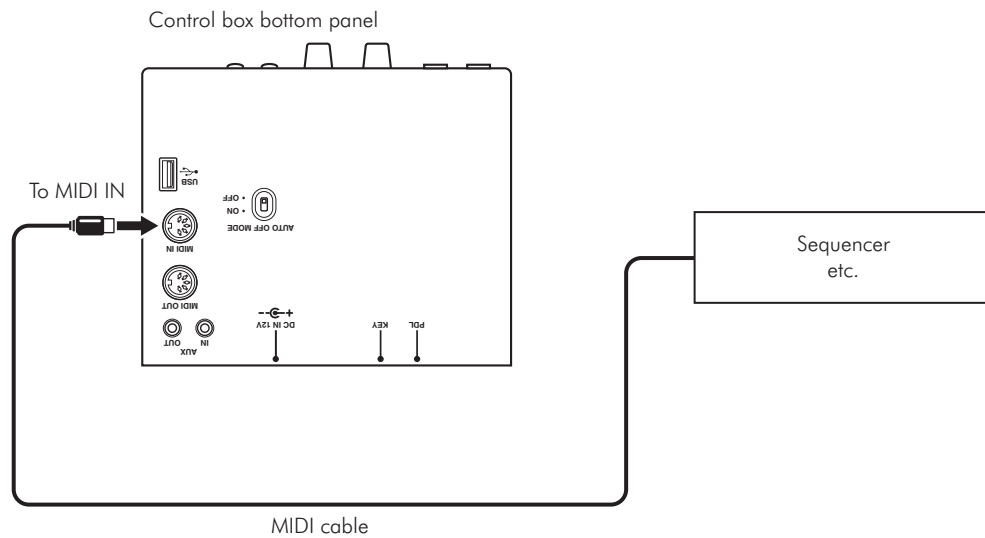 Control box bottom panel
To MIDI IN
USB
OFF •
ON •
AUTO OFF MODE
MIDI IN
MIDI OUT
DC IN 12V
KEY
PDL
OUT
IN
AUX
Sequencer
etc.
MIDI cable